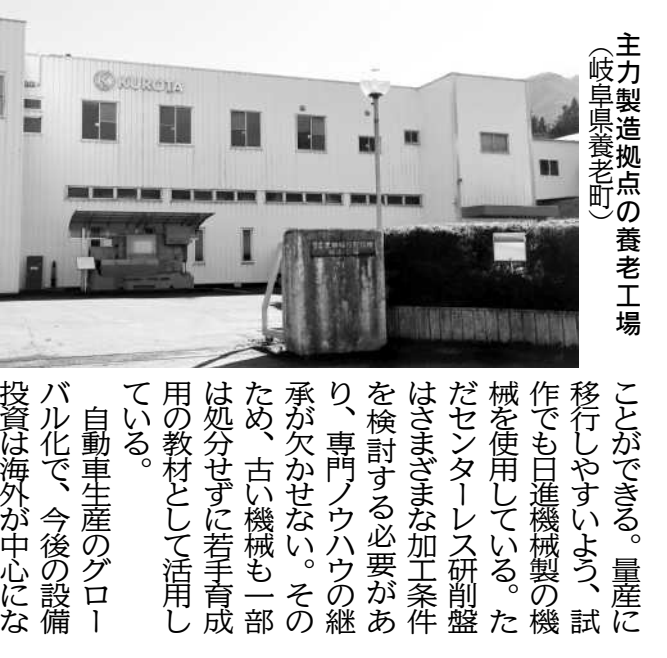 主力製造拠点の養老工場
（岐阜県養老町）
KUROTA
ことができる。量産に
移行しやすいよう、試
作でも日進機械製の機
械を使用している。た
だセンターレス研削盤
はさまざまな加工条件
を検討する必要があ
り、専門ノウハウの継
承が欠かせない。その
ため、古い機械も一部
は処分せずに若手育成
用の教材として活用し
ている。
自動車生産のグロー
バル化で、今後の設備
投資は海外が中心にな